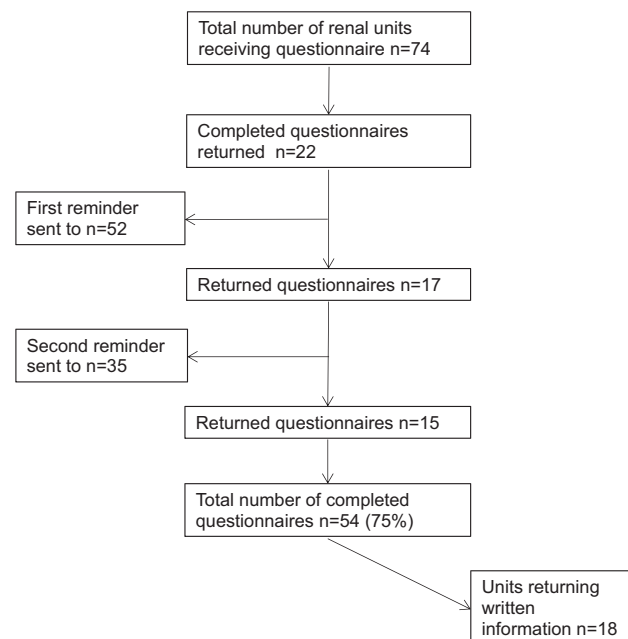 Total number of renal units
receiving questionnaire n=74
Completed questionnaires
returned n=22
First reminder
sent to n=52
Returned questionnaires n=17
Second reminder
sent to n=35
Returned questionnaires n=15
Total number of completed
questionnaires n=54 (75%)
Units returning
written
information n=18